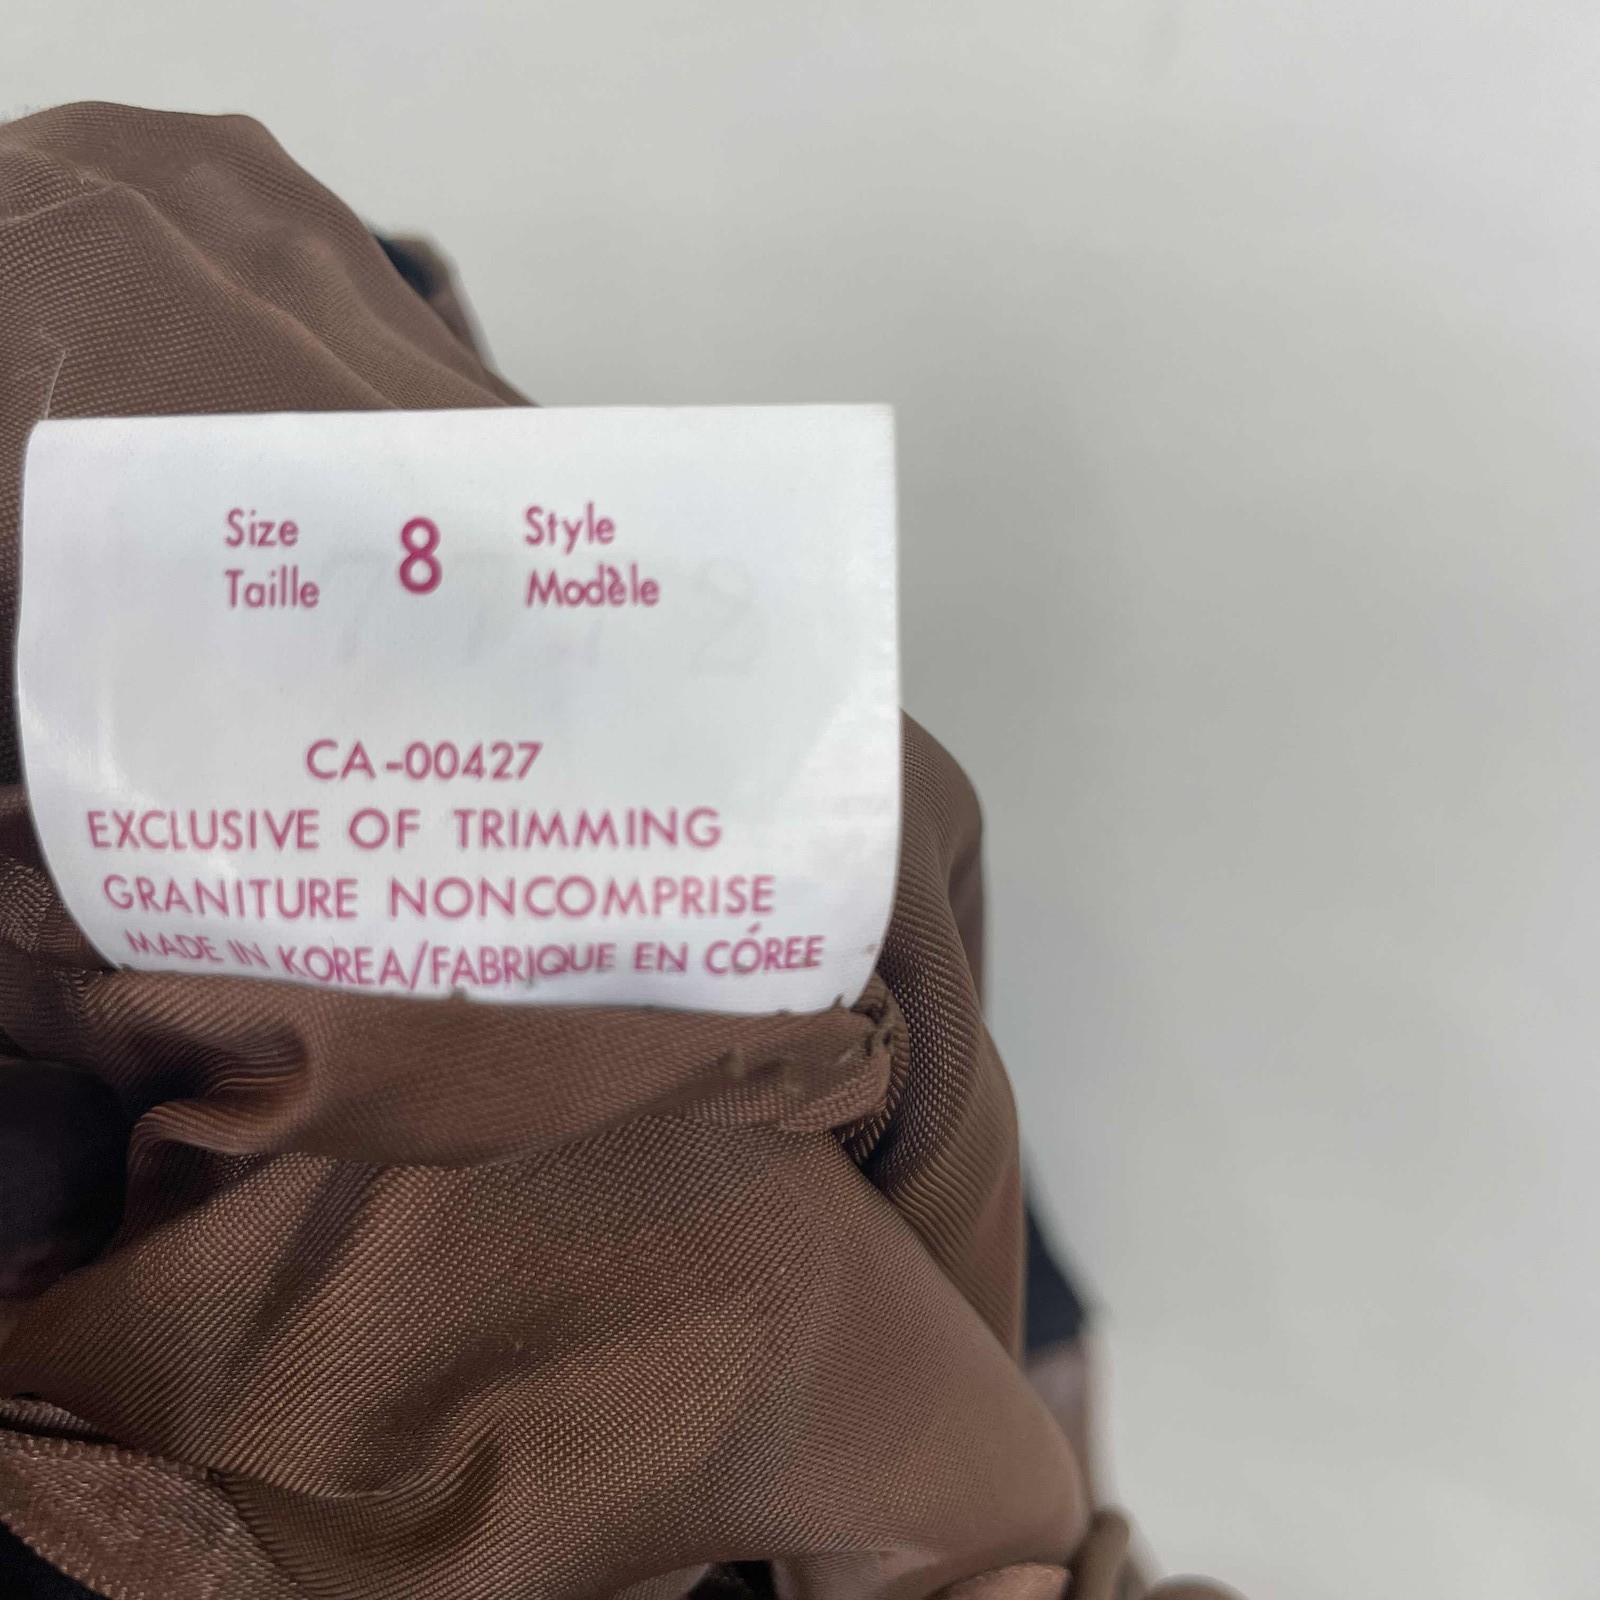 Size 8 Style
Taille Modèle
CA-00427
EXCLUSIVE OF TRIMMING
GRANITURE NONCOMPRISE
MADE IN KOREA/FABRIQUE EN CÓREE